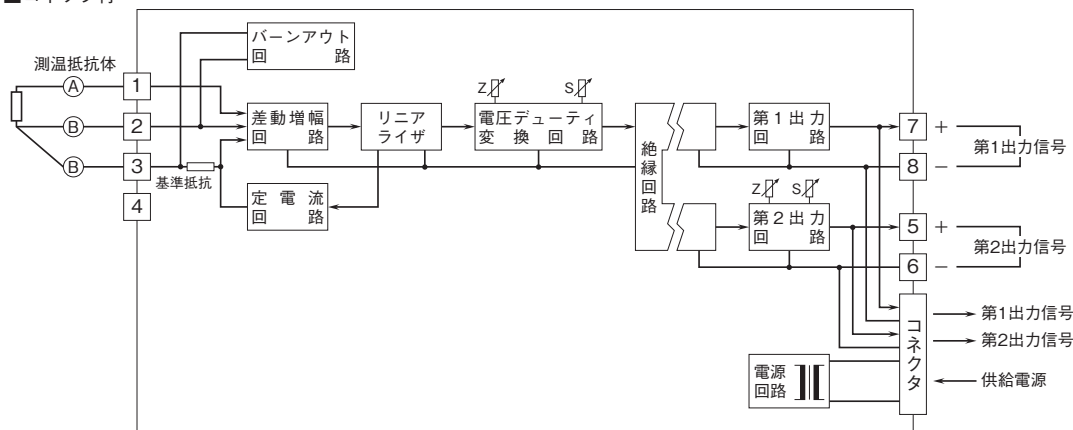 バーンアウト
回路
測温抵抗体
A
B
B
1
2
3
4
基準抵抗
差動増幅
回路
リニア
ライザ
Z
S
電圧デューティ
変換回路
定電流
回路
絶縁回路
第1出力
回路
Z
S
第2出力
回路
7
+
8
−
第1出力信号
5
+
6
−
第2出力信号
コネクタ
第1出力信号
第2出力信号
供給電源
電源
回路